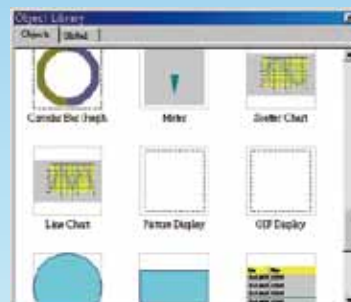 Object Library
Objects Global
Circular Bar Graph Meter Scatter Chart
Line Chart Picture Display GIF Display